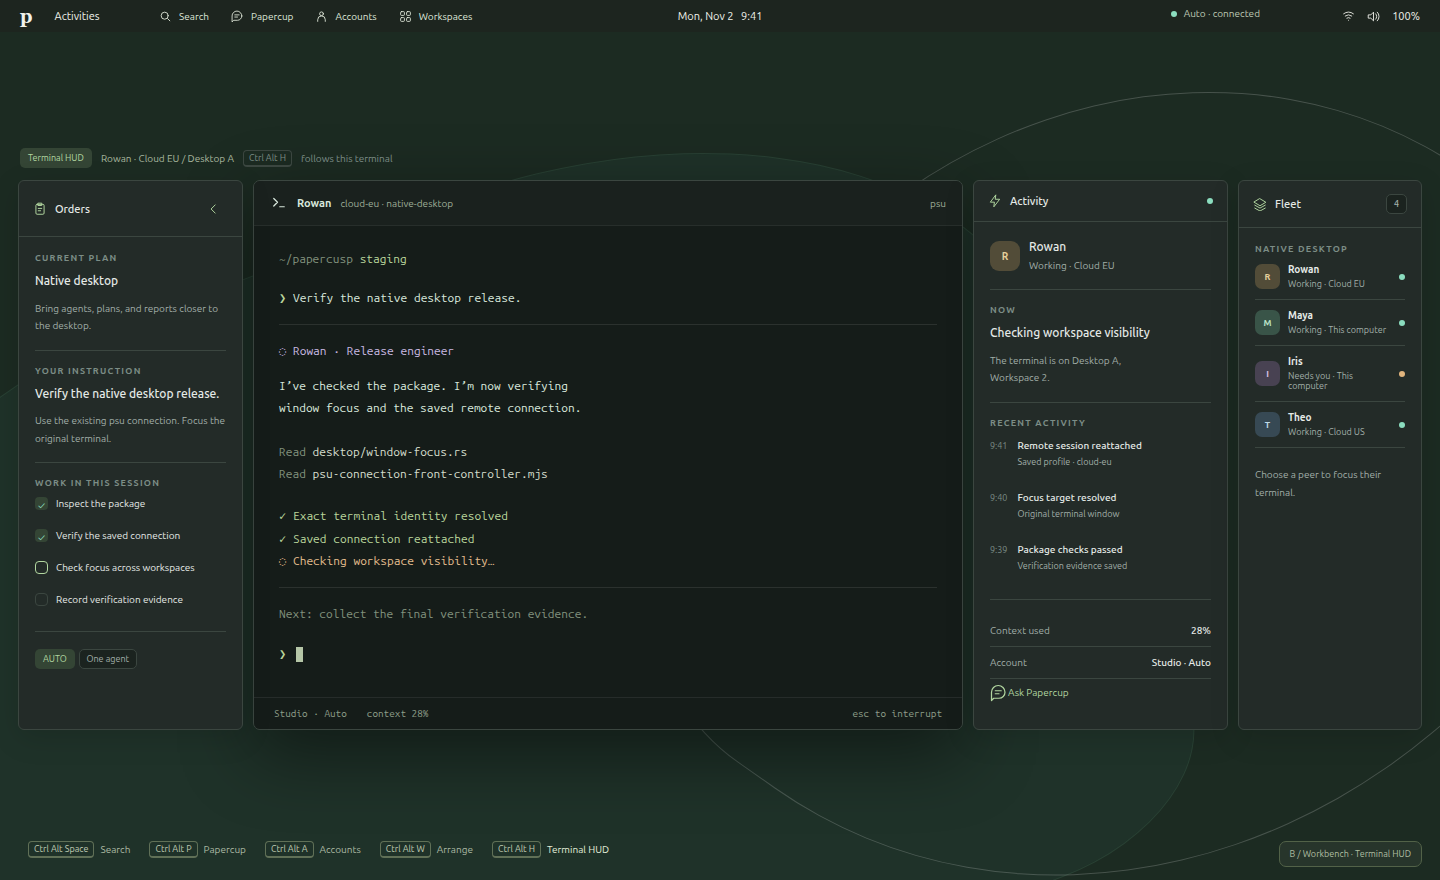 p Activities Search Papercup Accounts Workspaces Mon, Nov 2 9:41 Auto · connected 100%
Terminal HUD Rowan · Cloud EU / Desktop A Ctrl Alt H follows this terminal
Orders
CURRENT PLAN
Native desktop
Bring agents, plans, and reports closer to
the desktop.
YOUR INSTRUCTION
Verify the native desktop release.
Use the existing psu connection. Focus the
original terminal.
WORK IN THIS SESSION
Inspect the package
Verify the saved connection
Check focus across workspaces
Record verification evidence
AUTO One agent
Rowan cloud-eu · native-desktop psu
~/papercusp staging
❯ Verify the native desktop release.
Rowan · Release engineer
I’ve checked the package. I’m now verifying
window focus and the saved remote connection.
Read desktop/window-focus.rs
Read psu-connection-front-controller.mjs
✓ Exact terminal identity resolved
✓ Saved connection reattached
◌ Checking workspace visibility…
Next: collect the final verification evidence.
❯
Studio · Auto context 28% esc to interrupt
Activity
R Rowan
Working · Cloud EU
NOW
Checking workspace visibility
The terminal is on Desktop A,
Workspace 2.
RECENT ACTIVITY
9:41 Remote session reattached
Saved profile · cloud-eu
9:40 Focus target resolved
Original terminal window
9:39 Package checks passed
Verification evidence saved
Context used 28%
Account Studio · Auto
Ask Papercup
Fleet 4
NATIVE DESKTOP
R Rowan
Working · Cloud EU
M Maya
Working · This computer
I Iris
Needs you · This
computer
T Theo
Working · Cloud US
Choose a peer to focus their
terminal.
Ctrl Alt Space Search Ctrl Alt P Papercup Ctrl Alt A Accounts Ctrl Alt W Arrange Ctrl Alt H Terminal HUD
B / Workbench · Terminal HUD